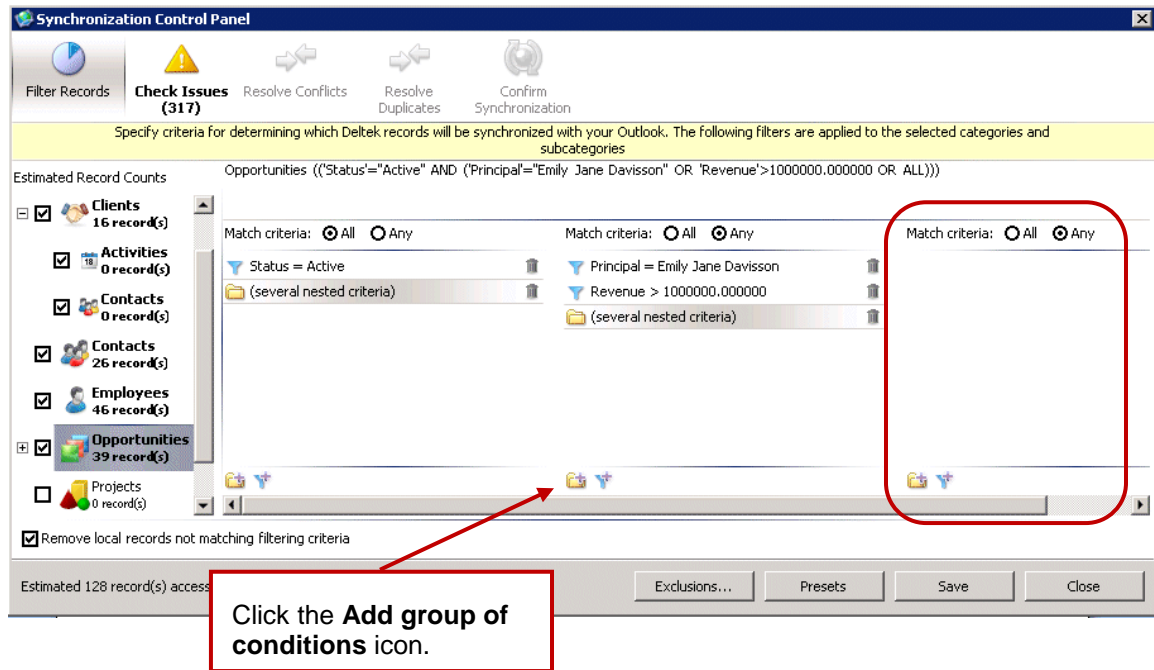 Synchronization Control Panel
Filter Records
Check Issues
(317)
Resolve Conflicts
Resolve
Duplicates
Confirm
Synchronization
Specify criteria for determining which Deltek records will be synchronized with your Outlook. The following filters are applied to the selected categories and
subcategories
Estimated Record Counts
Opportunities (('Status'="Active" AND ('Principal'="Emily Jane Davisson" OR 'Revenue'>1000000.000000 OR ALL)))
Clients
16 record(s)
Activities
0 record(s)
Contacts
0 record(s)
Contacts
26 record(s)
Employees
46 record(s)
Opportunities
39 record(s)
Projects
0 record(s)
Match criteria: All Any
Status = Active
(several nested criteria)
Match criteria: All Any
Principal = Emily Jane Davisson
Revenue > 1000000.000000
(several nested criteria)
Match criteria: All Any
Remove local records not matching filtering criteria
Estimated 128 record(s)
Exclusions...
Presets
Save
Close
Click the Add group of
conditions icon.